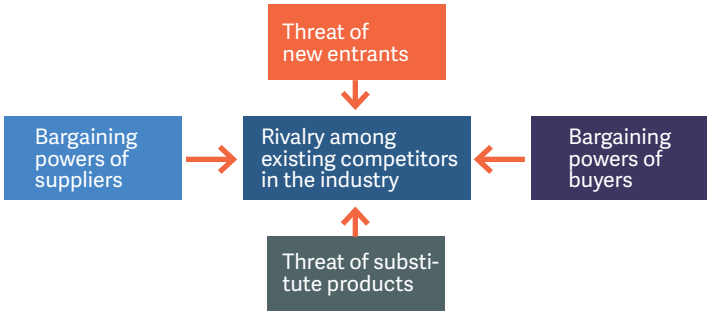 Threat of
new entrants
Bargaining
powers of
suppliers
Rivalry among
existing competitors
in the industry
Bargaining
powers of
buyers
Threat of substi-
tute products